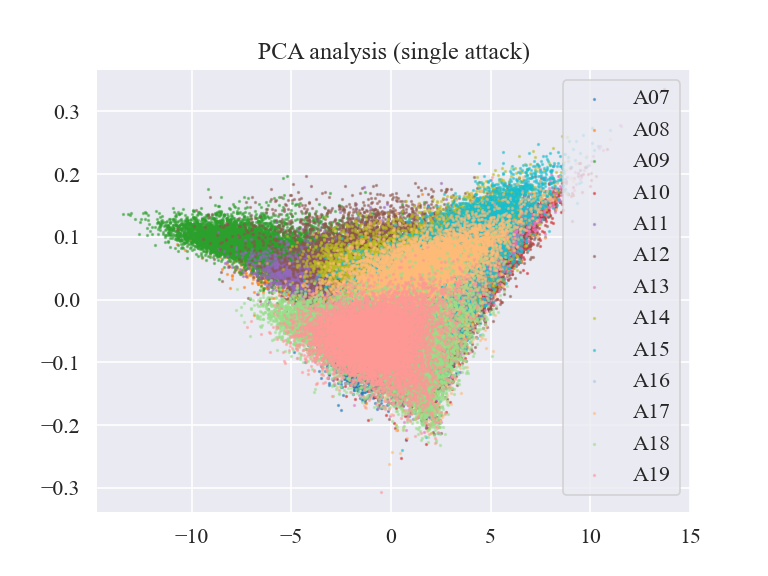 PCA analysis (single attack)
0.3
0.2
0.1
0.0
−0.1
−0.2
−0.3
−10
−5
0
5
10
15
A07
A08
A09
A10
A11
A12
A13
A14
A15
A16
A17
A18
A19